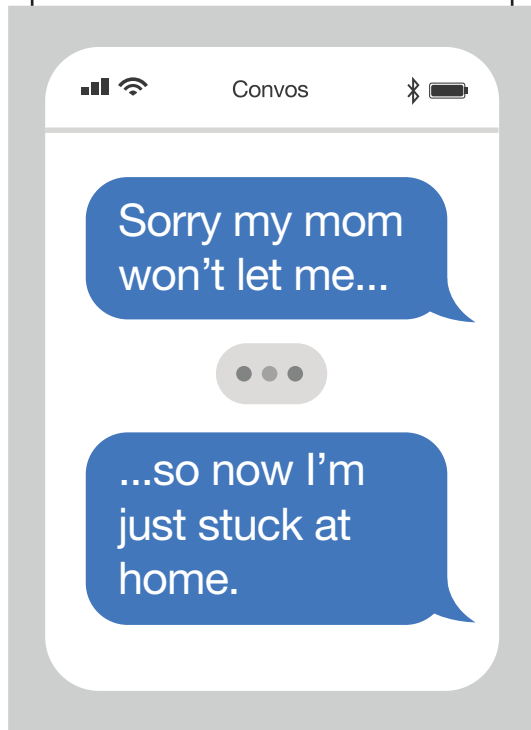 Convos
Sorry my mom
won’t let me...
...so now I’m
just stuck at
home.